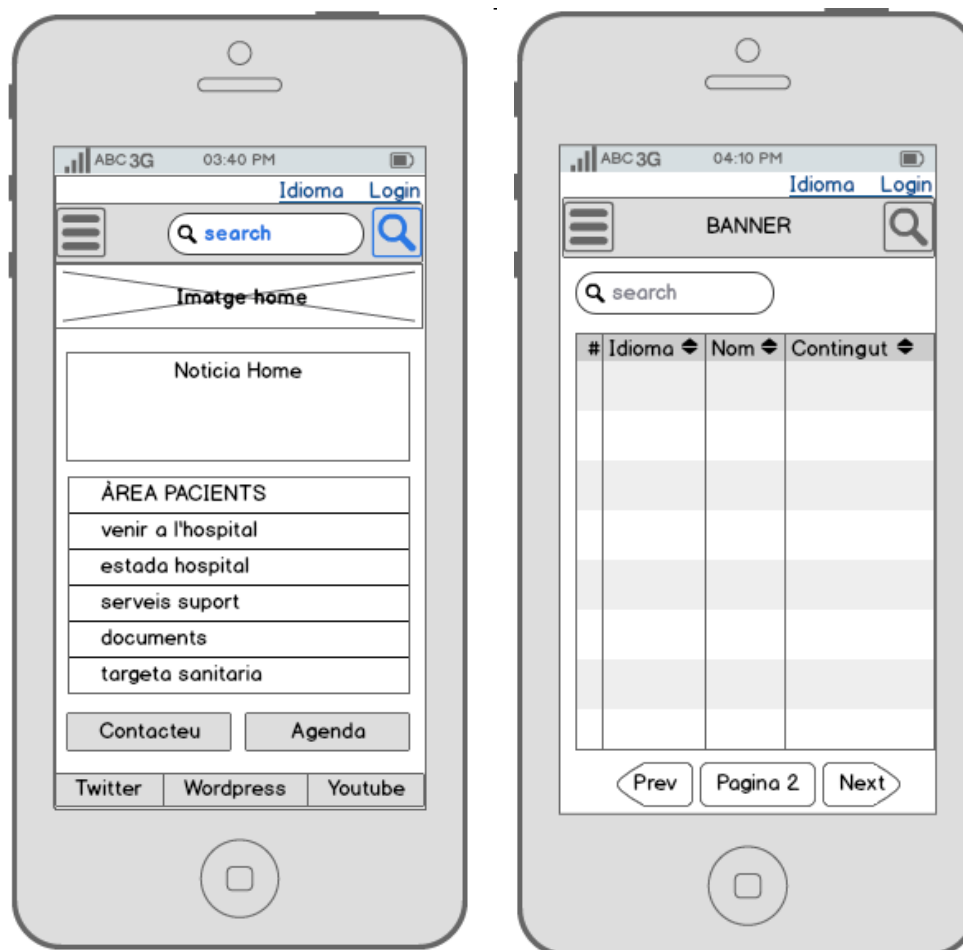 ABC 3G 03:40 PM
Idioma Login
search
Imatge home
Noticia Home
ÀREA PACIENTS
venir a l'hospital
estada hospital
serveis suport
documents
targeta sanitaria
Contacteu Agenda
Twitter Wordpress Youtube
ABC 3G 04:10 PM
Idioma Login
BANNER
search
# Idioma Nom Contingut
Prev Pagina 2 Next